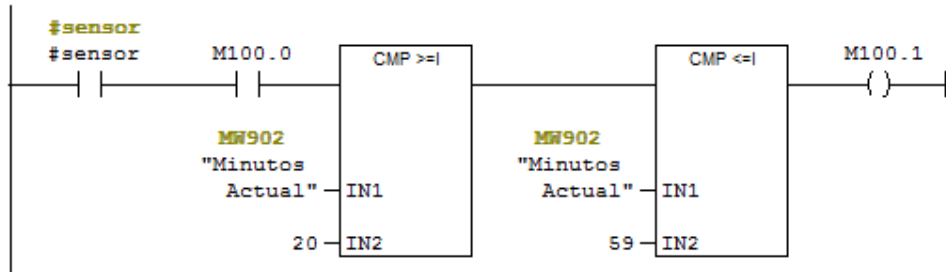 #sensor
#sensor M100.0 CMP >=I CMP <=I M100.1
MW902 MW902
"Minutos "Minutos
Actual" IN1 Actual" IN1
20 IN2 59 IN2